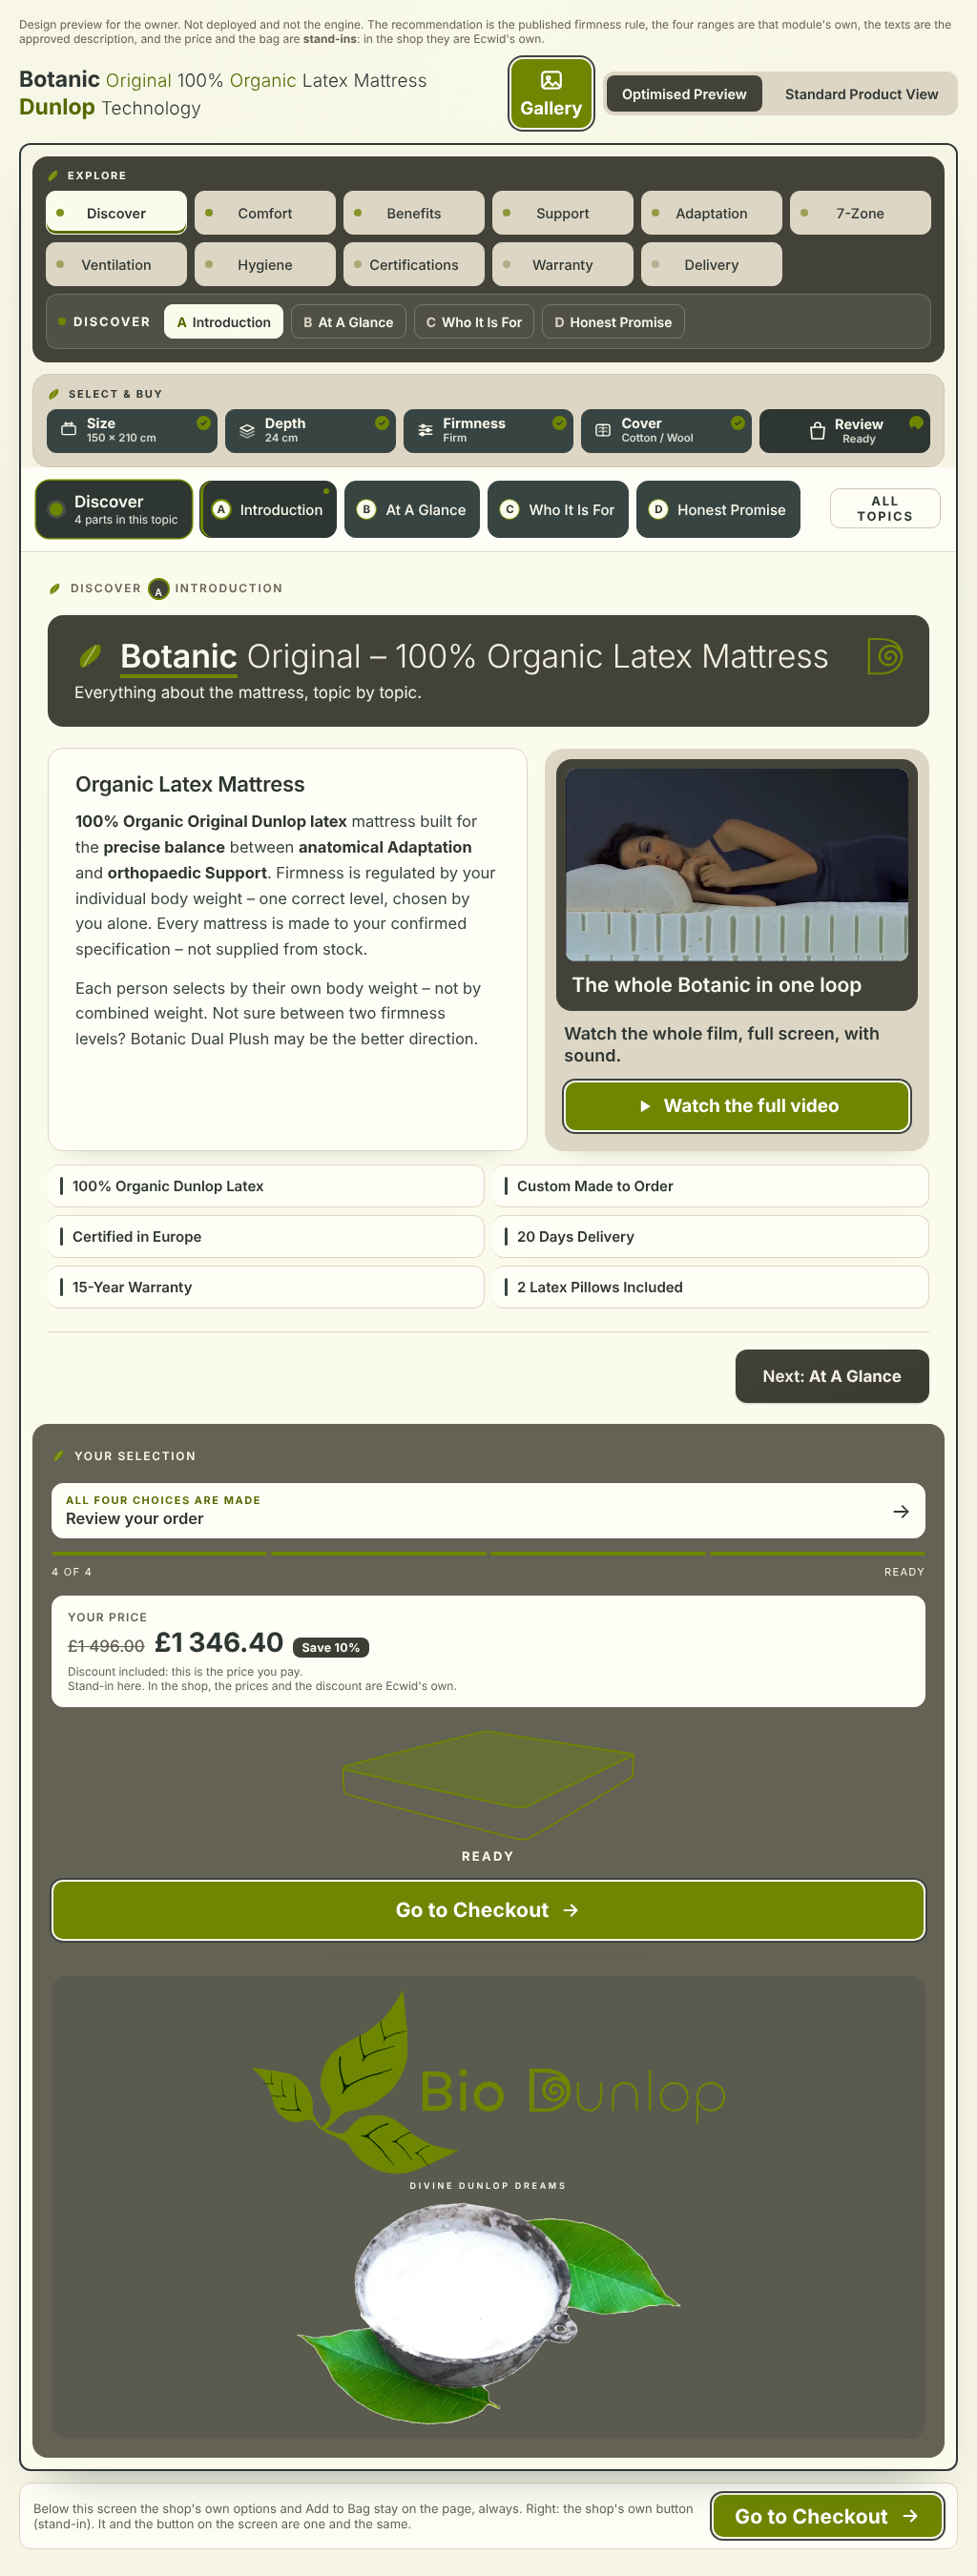 Design preview for the owner. Not deployed and not the engine. The recommendation is the published firmness rule, the four ranges are that module's own, the texts are the
approved description, and the price and the bag are stand-ins: in the shop they are Ecwid's own.
Botanic Original 100% Organic Latex Mattress
Dunlop Technology
Gallery
Optimised Preview
Standard Product View
EXPLORE
Discover
Comfort
Benefits
Support
Adaptation
7-Zone
Ventilation
Hygiene
Certifications
Warranty
Delivery
DISCOVER
A Introduction
B At A Glance
C Who It Is For
D Honest Promise
SELECT & BUY
Size
150 × 210 cm
Depth
24 cm
Firmness
Firm
Cover
Cotton / Wool
Review
Ready
Discover
4 parts in this topic
A Introduction
B At A Glance
C Who It Is For
D Honest Promise
ALL
TOPICS
DISCOVER A INTRODUCTION
Botanic Original – 100% Organic Latex Mattress
Everything about the mattress, topic by topic.
Organic Latex Mattress
100% Organic Original Dunlop latex mattress built for
the precise balance between anatomical Adaptation
and orthopaedic Support. Firmness is regulated by your
individual body weight – one correct level, chosen by
you alone. Every mattress is made to your confirmed
specification – not supplied from stock.
Each person selects by their own body weight – not by
combined weight. Not sure between two firmness
levels? Botanic Dual Plush may be the better direction.
The whole Botanic in one loop
Watch the whole film, full screen, with
sound.
Watch the full video
100% Organic Dunlop Latex
Custom Made to Order
Certified in Europe
20 Days Delivery
15-Year Warranty
2 Latex Pillows Included
Next: At A Glance
YOUR SELECTION
ALL FOUR CHOICES ARE MADE
Review your order
4 OF 4
READY
YOUR PRICE
£1 496.00 £1 346.40 Save 10%
Discount included: this is the price you pay.
Stand-in here. In the shop, the prices and the discount are Ecwid's own.
READY
Go to Checkout
Bio Dunlop
DIVINE DUNLOP DREAMS
Below this screen the shop's own options and Add to Bag stay on the page, always. Right: the shop's own button
(stand-in). It and the button on the screen are one and the same.
Go to Checkout